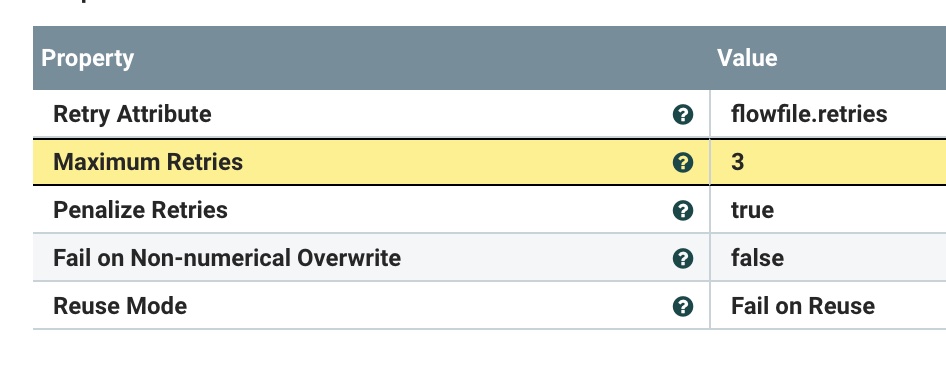 Property Value
Retry Attribute ? flowfile.retries
Maximum Retries ? 3
Penalize Retries ? true
Fail on Non-numerical Overwrite ? false
Reuse Mode ? Fail on Reuse